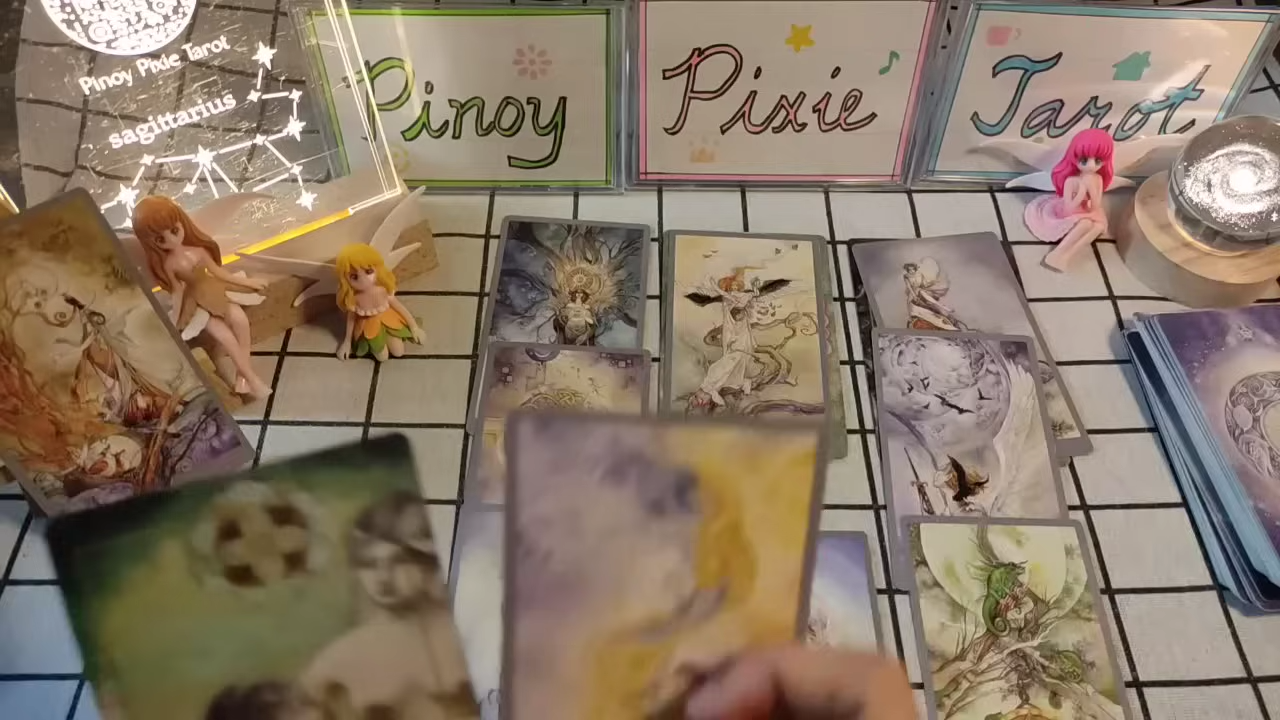 Pinoy Pixie Tarot
sagittarius
Pinoy
Pixie
Tarot